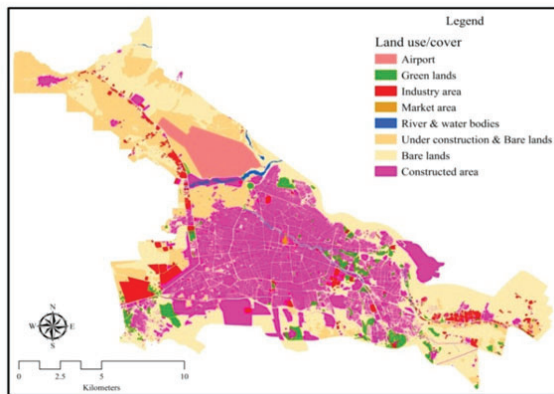 Legend
Land use/cover
Airport
Green lands
Industry area
Market area
River & water bodies
Under construction & Bare lands
Bare lands
Constructed area
N
W E
S
0 2.5 5 10
Kilometers